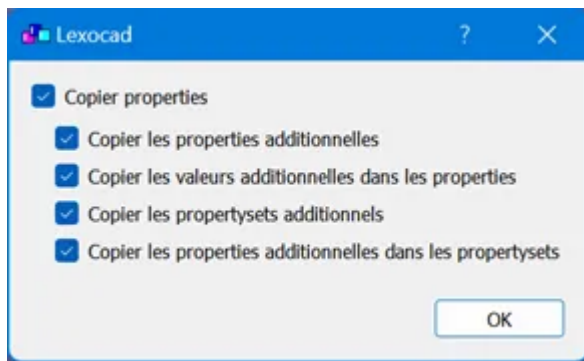 Lexocad ?
Copier properties
Copier les properties additionnelles
Copier les valeurs additionnelles dans les properties
Copier les propertysets additionnels
Copier les properties additionnelles dans les propertysets
OK